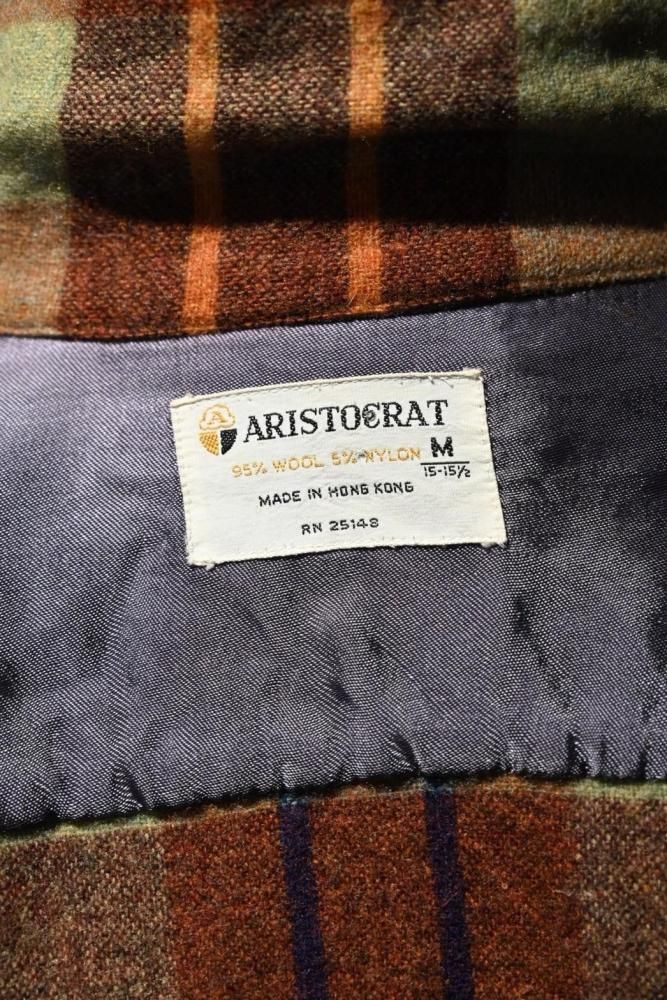 A ARISTOCRAT
95% WOOL 5% NYLON M
15-15½
MADE IN HONG KONG
RN 25148